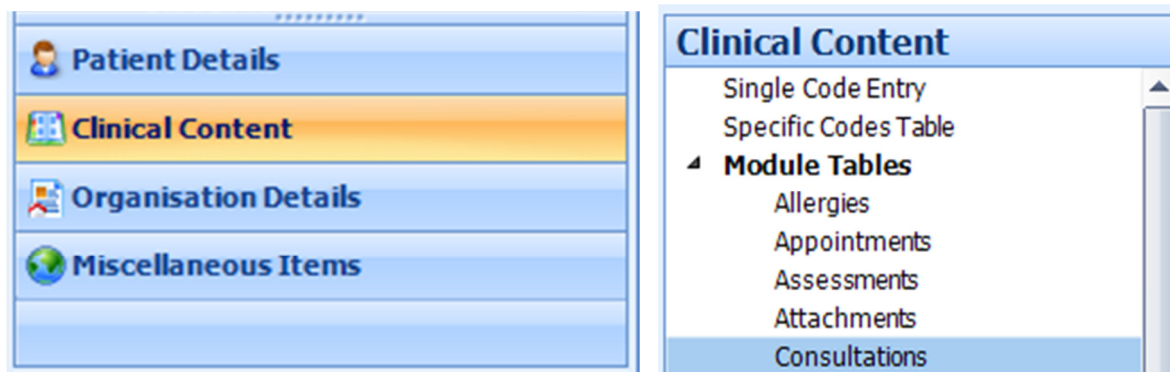 Patient Details
Clinical Content
Organisation Details
Miscellaneous Items
Clinical Content
Single Code Entry
Specific Codes Table
Module Tables
Allergies
Appointments
Assessments
Attachments
Consultations